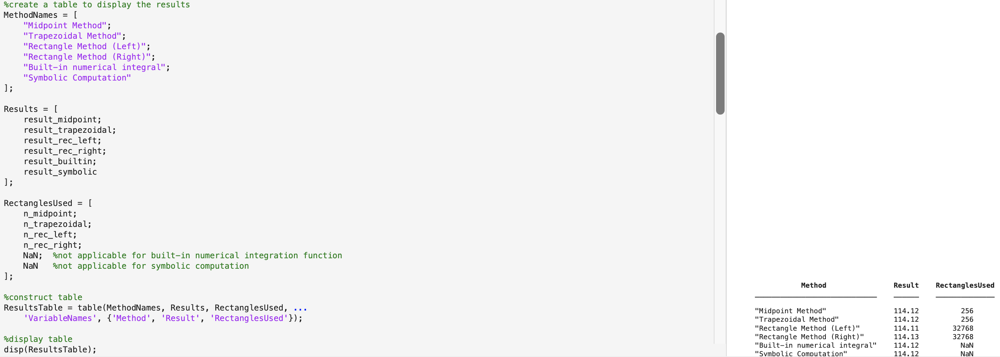 %create a table to display the results
MethodNames = [
    "Midpoint Method";
    "Trapezoidal Method";
    "Rectangle Method (Left)";
    "Rectangle Method (Right)";
    "Built-in numerical integral";
    "Symbolic Computation"
];
Results = [
    result_midpoint;
    result_trapezoidal;
    result_rec_left;
    result_rec_right;
    result_builtin;
    result_symbolic
];
RectanglesUsed = [
    n_midpoint;
    n_trapezoidal;
    n_rec_left;
    n_rec_right;
    NaN;  %not applicable for built-in numerical integration function
    NaN   %not applicable for symbolic computation
];
%construct table
ResultsTable = table(MethodNames, Results, RectanglesUsed, ...
    'VariableNames', {'Method', 'Result', 'RectanglesUsed'});
%display table
disp(ResultsTable);
Method    Result    RectanglesUsed
"Midpoint Method"    114.12    256
"Trapezoidal Method"    114.12    256
"Rectangle Method (Left)"    114.11    32768
"Rectangle Method (Right)"    114.13    32768
"Built-in numerical integral"    114.12    NaN
"Symbolic Computation"    114.12    NaN